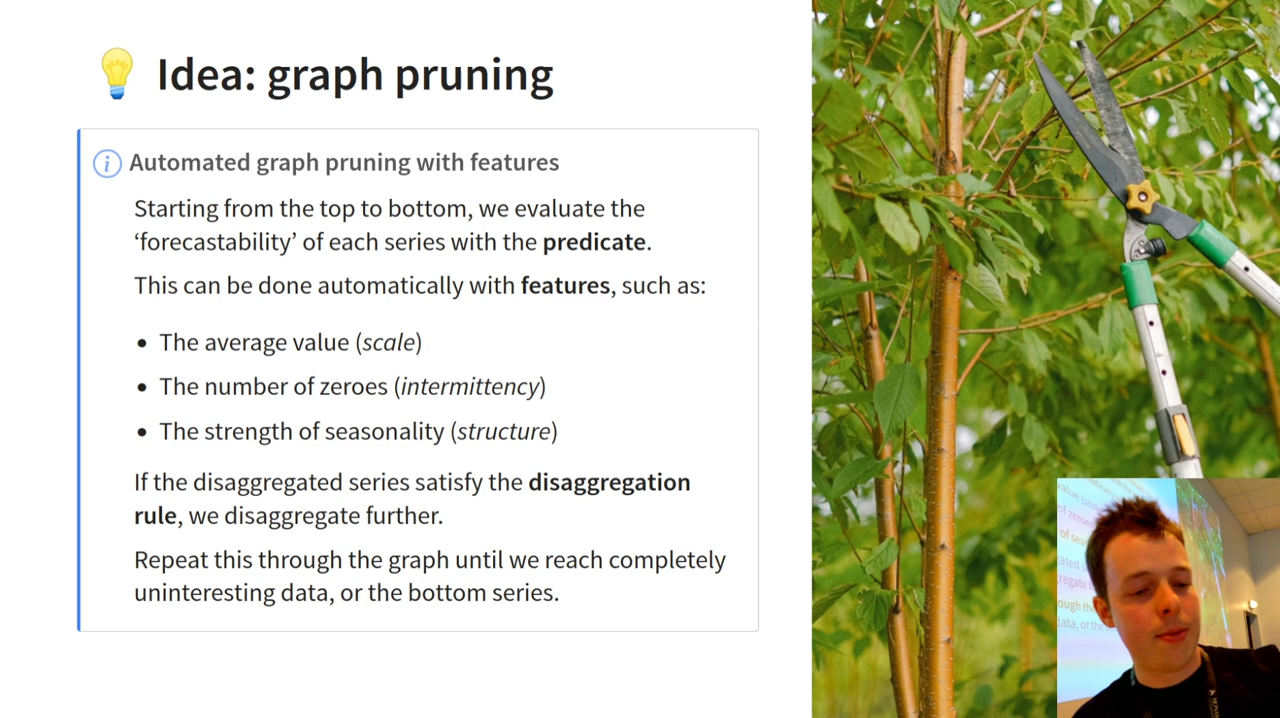 Idea: graph pruning
Automated graph pruning with features
Starting from the top to bottom, we evaluate the
‘forecastability’ of each series with the predicate.
This can be done automatically with features, such as:
• The average value (scale)
• The number of zeroes (intermittency)
• The strength of seasonality (structure)
If the disaggregated series satisfy the disaggregation
rule, we disaggregate further.
Repeat this through the graph until we reach completely
uninteresting data, or the bottom series.